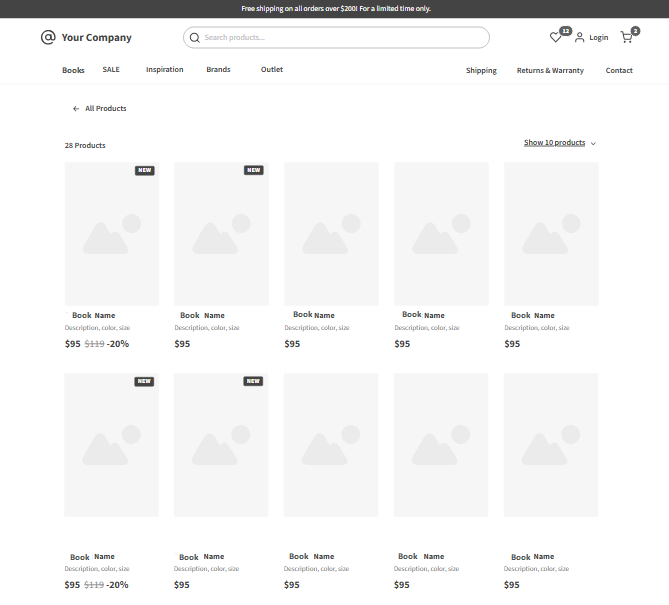 Free shipping on all orders over $200! For a limited time only.
@ Your Company
Search products...
12
Login
2
Books SALE Inspiration Brands Outlet
Shipping Returns & Warranty Contact
← All Products
28 Products
Show 10 products
NEW NEW
Book Name Book Name Book Name Book Name Book Name
Description, color, size Description, color, size Description, color, size Description, color, size Description, color, size
$95 $119 -20% $95 $95 $95 $95
NEW NEW
Book Name Book Name Book Name Book Name Book Name
Description, color, size Description, color, size Description, color, size Description, color, size Description, color, size
$95 $119 -20% $95 $95 $95 $95